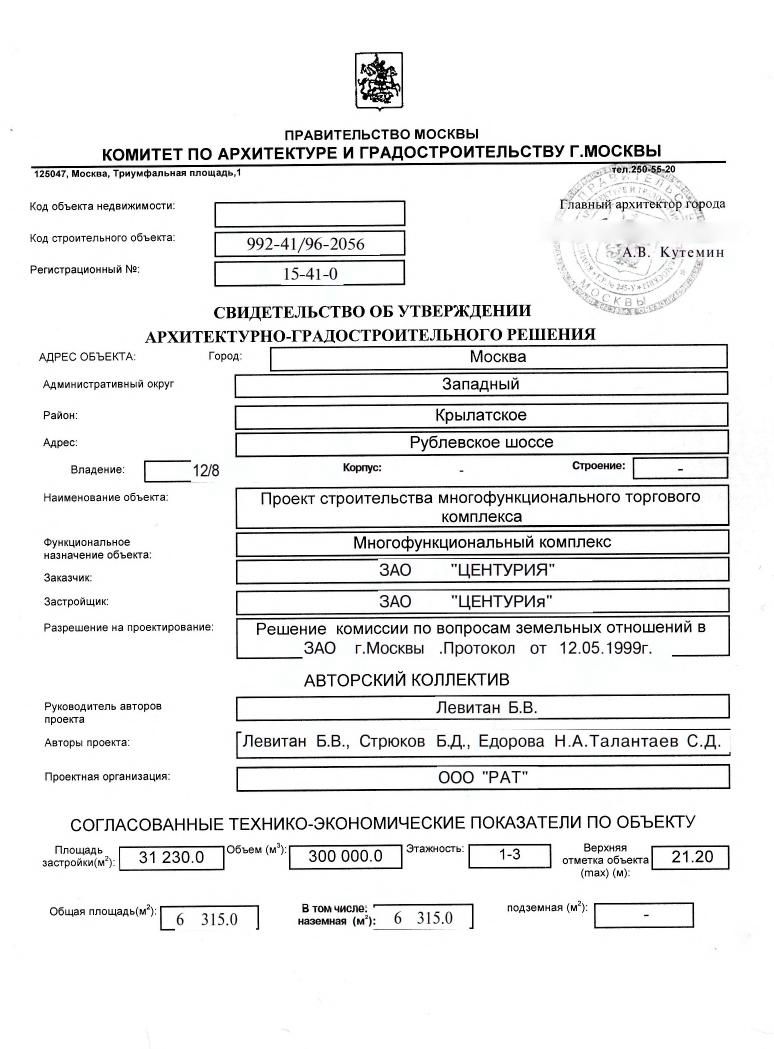 ПРАВИТЕЛЬСТВО МОСКВЫ
КОМИТЕТ ПО АРХИТЕКТУРЕ И ГРАДОСТРОИТЕЛЬСТВУ Г.МОСКВЫ
125047, Москва, Триумфальная площадь,1 тел.250-55-20
Код объекта недвижимости: Главный архитектор города
Код строительного объекта: 992-41/96-2056 А.В. Кутемин
Регистрационный №: 15-41-0
МОСКВЫ
СВИДЕТЕЛЬСТВО ОБ УТВЕРЖДЕНИИ
АРХИТЕКТУРНО-ГРАДОСТРОИТЕЛЬНОГО РЕШЕНИЯ
АДРЕС ОБЪЕКТА: Город: Москва
Административный округ Западный
Район: Крылатское
Адрес: Рублевское шоссе
Владение: 12/8 Корпус: - Строение: -
Наименование объекта: Проект строительства многофункционального торгового
комплекса
Функциональное
назначение объекта: Многофункциональный комплекс
Заказчик: ЗАО "ЦЕНТУРИЯ"
Застройщик: ЗАО "ЦЕНТУРИя"
Разрешение на проектирование: Решение комиссии по вопросам земельных отношений в
ЗАО г.Москвы .Протокол от 12.05.1999г.
АВТОРСКИЙ КОЛЛЕКТИВ
Руководитель авторов
проекта Левитан Б.В.
Авторы проекта: Левитан Б.В., Стрюков Б.Д., Едорова Н.А.Талантаев С.Д.
Проектная организация: ООО "РАТ"
СОГЛАСОВАННЫЕ ТЕХНИКО-ЭКОНОМИЧЕСКИЕ ПОКАЗАТЕЛИ ПО ОБЪЕКТУ
Площадь
застройки(м²): 31 230.0 Объем (м³): 300 000.0 Этажность: 1-3 Верхняя
отметка объекта
(max) (м): 21.20
Общая площадь(м²): 6 315.0 В том числе:
наземная (м²): 6 315.0 подземная (м²): -